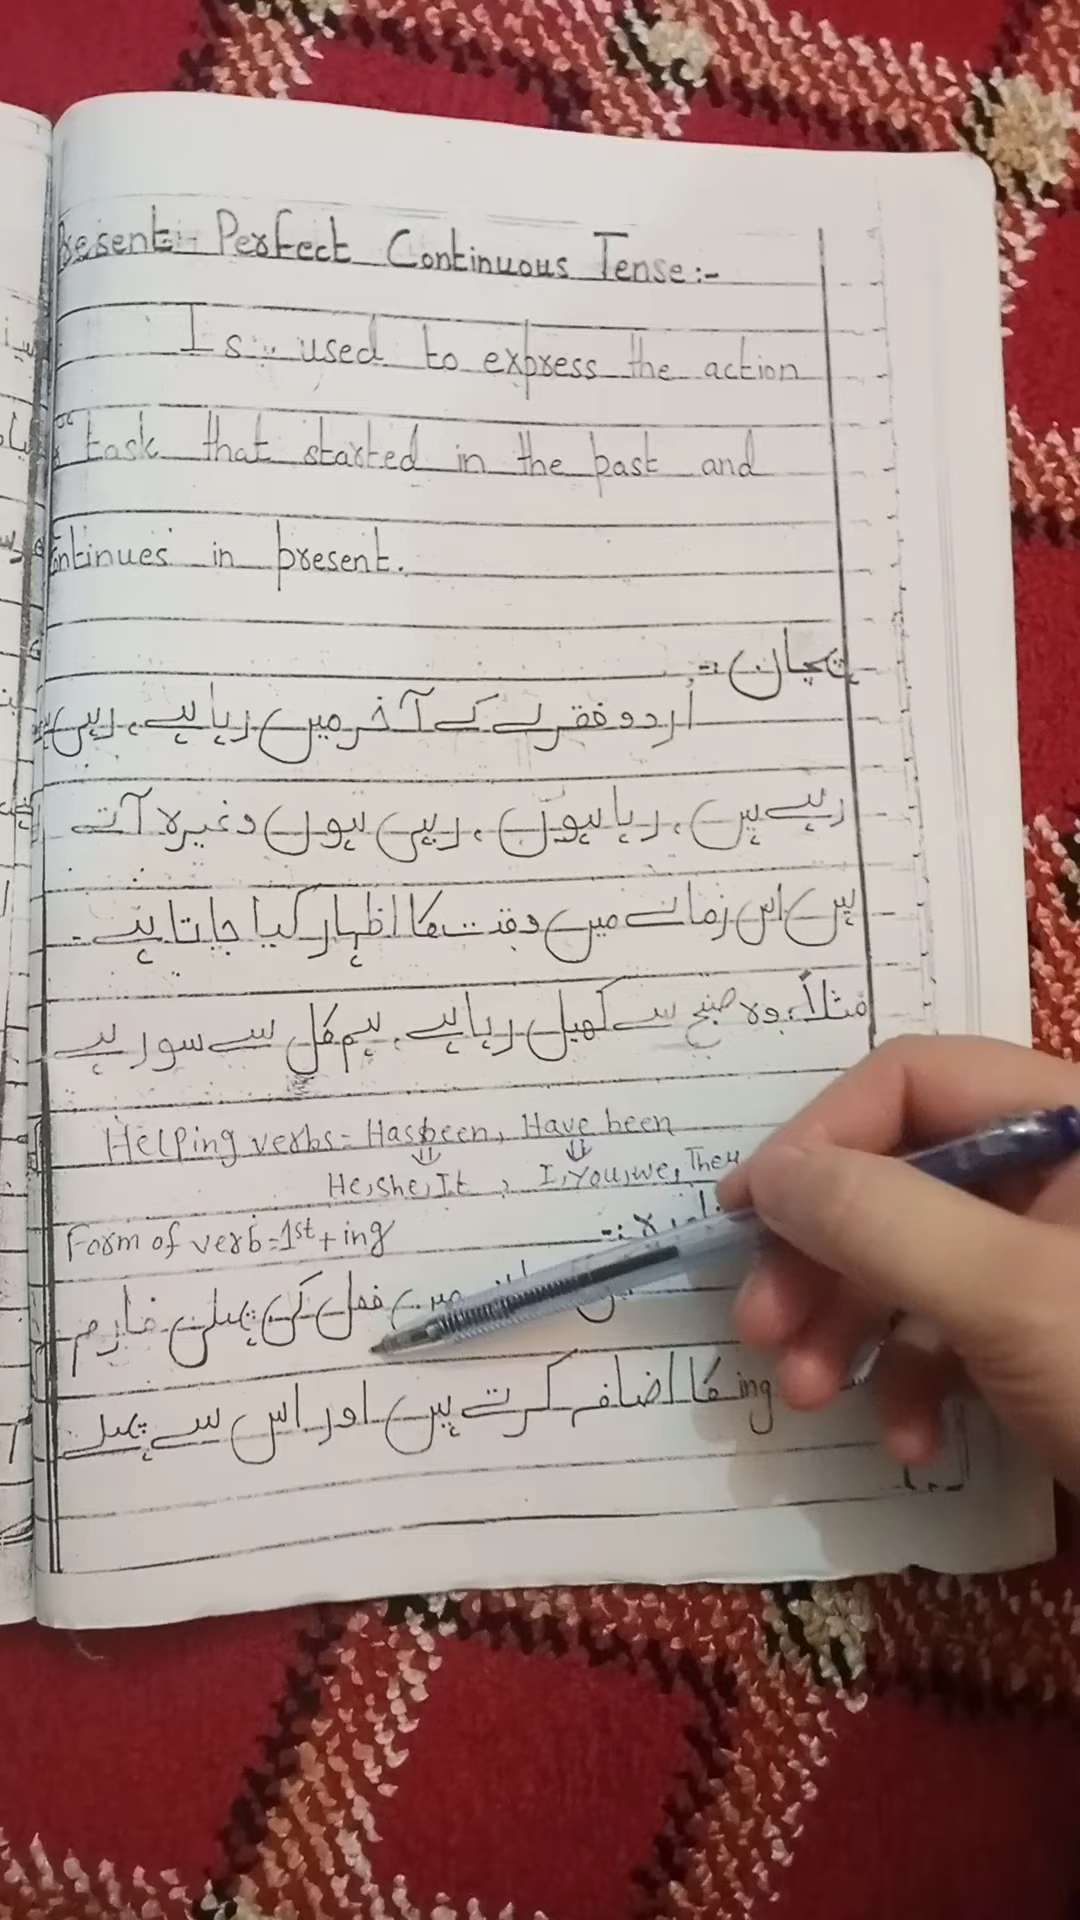 Present:- Perfect Continuous Tense:-
Is used to express the action
or task that started in the past and
continues in present.
پہچان :-
اردو فقرے کے آخر میں رہا ہے، رہی ہے
رہے ہیں، رہا ہوں، رہی ہوں وغیرہ آتے
ہیں اس زمانے میں وقت کا اظہار کیا جاتا ہے۔
مثلاً: وہ صبح سے کھیل رہا ہے، ہم کل سے سو رہے
Helping verbs = Has been, Have been
⇓ ⇓
He, she, It , I, You, we, They
Form of verb = 1st + ing
میں فعل کی پہلی فارم
ing کا اضافہ کرتے ہیں اور اس سے پہلے